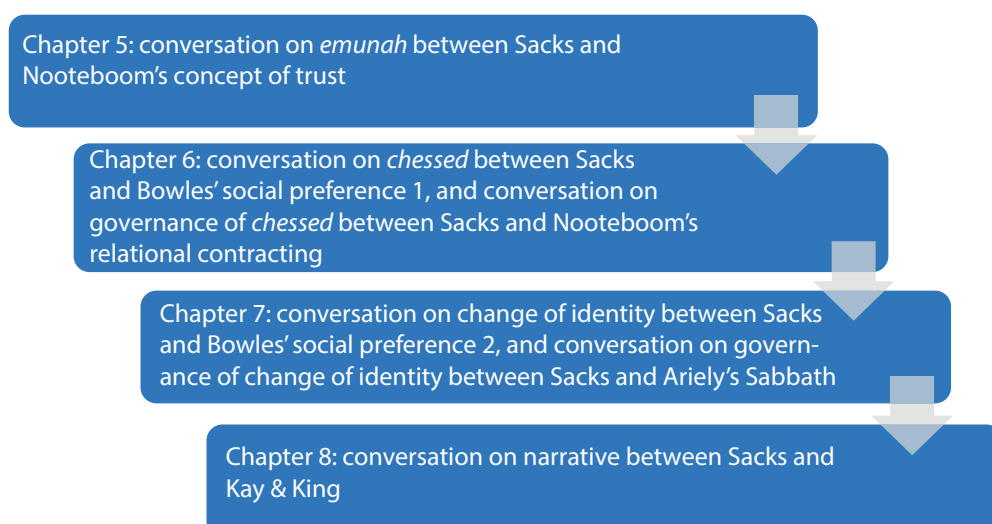 Chapter 5: conversation on emunah between Sacks and
Nooteboom’s concept of trust
Chapter 6: conversation on chessed between Sacks
and Bowles’ social preference 1, and conversation on
governance of chessed between Sacks and Nooteboom’s
relational contracting
Chapter 7: conversation on change of identity between Sacks
and Bowles’ social preference 2, and conversation on govern-
ance of change of identity between Sacks and Ariely’s Sabbath
Chapter 8: conversation on narrative between Sacks and
Kay & King